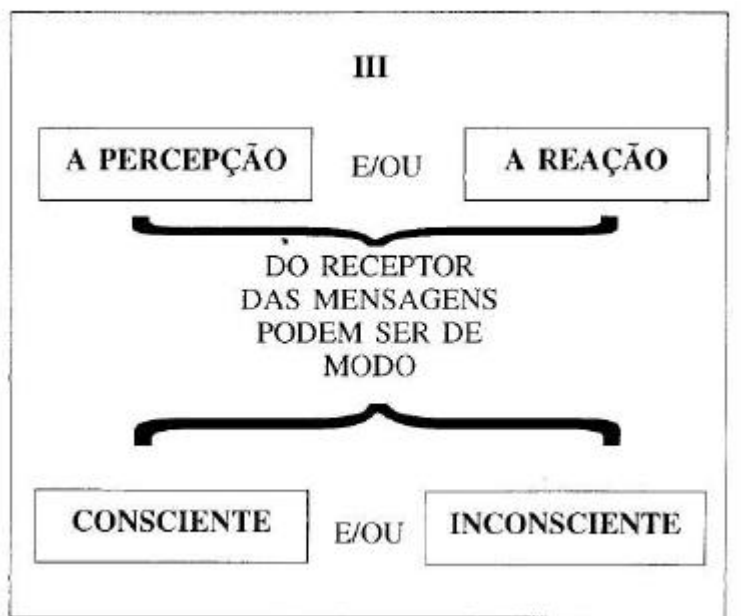 III
A PERCEPÇÃO E/OU A REAÇÃO
DO RECEPTOR
DAS MENSAGENS
PODEM SER DE
MODO
CONSCIENTE E/OU INCONSCIENTE